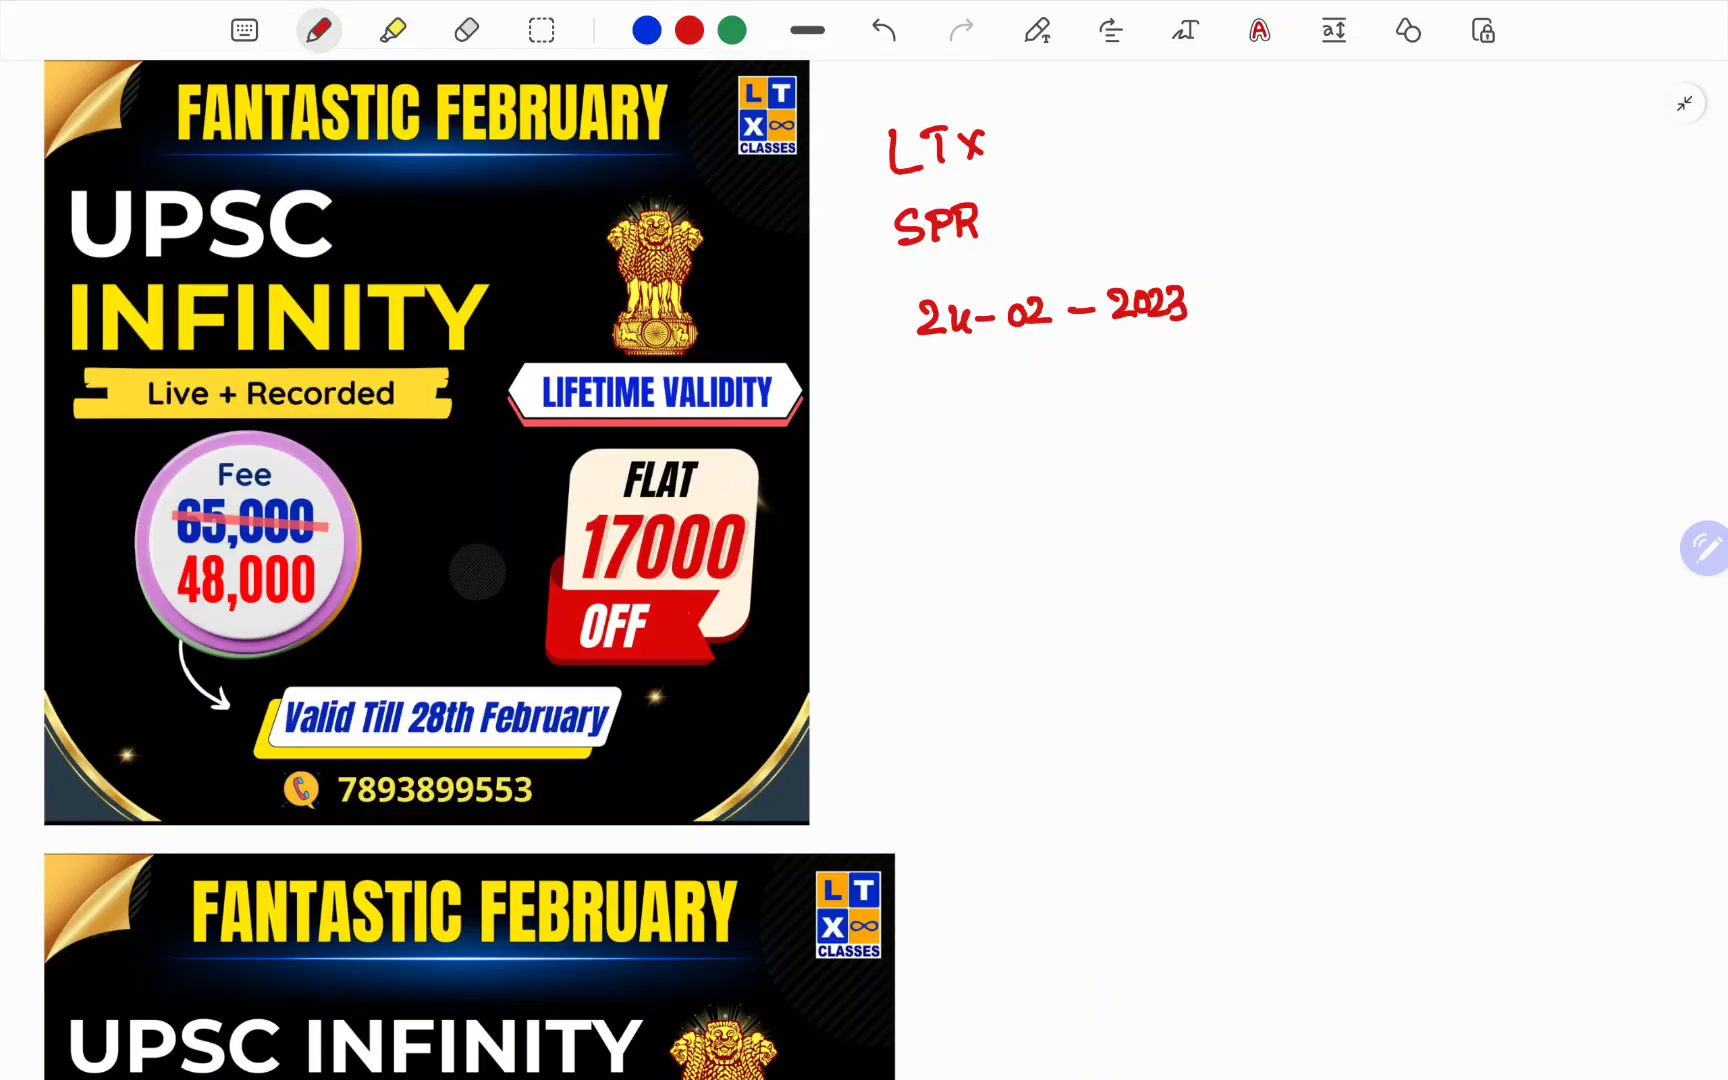 FANTASTIC FEBRUARY
L T
X ∞
CLASSES
UPSC
INFINITY
Live + Recorded
LIFETIME VALIDITY
Fee
65,000
48,000
FLAT
17000
OFF
Valid Till 28th February
7893899553
LTX
SPR
24-02-2023
FANTASTIC FEBRUARY
L T
X ∞
CLASSES
UPSC INFINITY